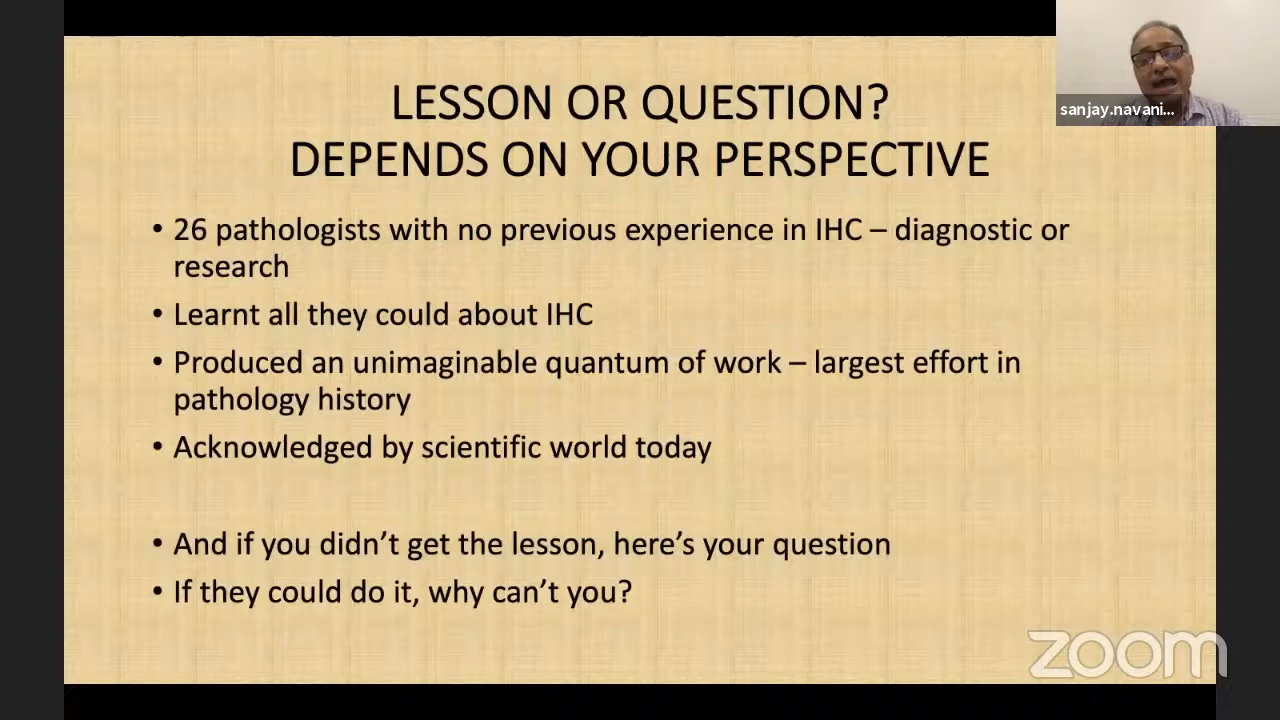 LESSON OR QUESTION?
DEPENDS ON YOUR PERSPECTIVE
sanjay.navani...
• 26 pathologists with no previous experience in IHC – diagnostic or
research
• Learnt all they could about IHC
• Produced an unimaginable quantum of work – largest effort in
pathology history
• Acknowledged by scientific world today
• And if you didn’t get the lesson, here’s your question
• If they could do it, why can’t you?
zoom